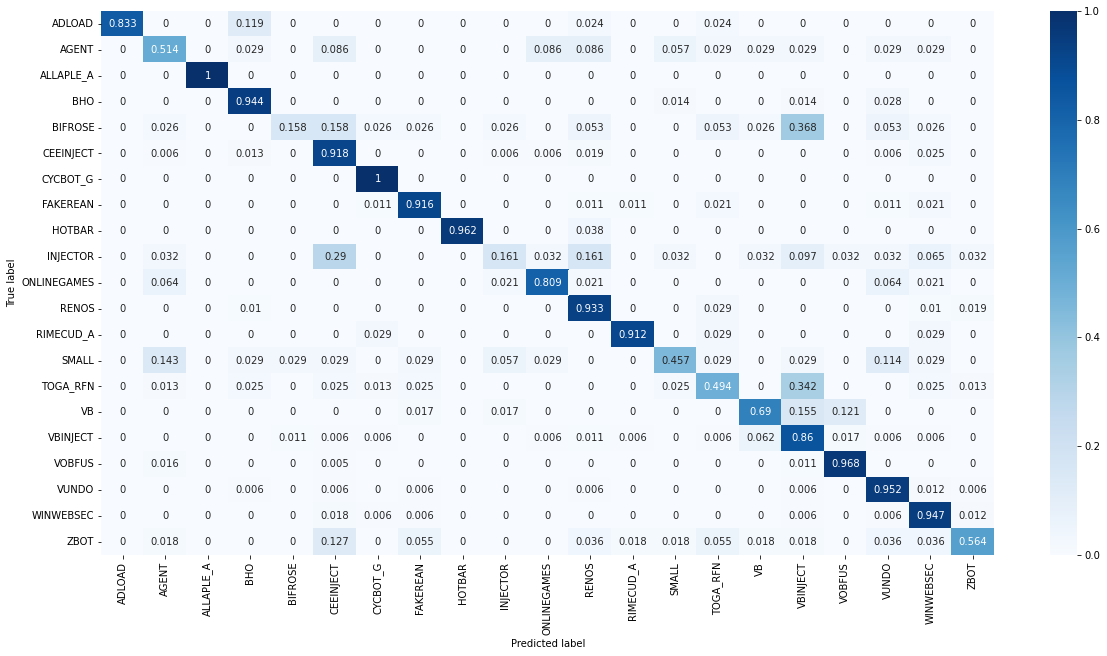 ADLOAD 0.833 0 0 0.119 0 0 0 0 0 0 0 0.024 0 0 0.024 0 0 0 0 0 0
AGENT 0 0.514 0 0.029 0 0.086 0 0 0 0 0.086 0.086 0 0.057 0.029 0.029 0.029 0 0.029 0.029 0
ALLAPLE_A 0 0 1 0 0 0 0 0 0 0 0 0 0 0 0 0 0 0 0 0 0
BHO 0 0 0 0.944 0 0 0 0 0 0 0 0 0 0.014 0 0 0.014 0 0.028 0 0
BIFROSE 0 0.026 0 0 0.158 0.158 0.026 0.026 0 0.026 0 0.053 0 0 0.053 0.026 0.368 0 0.053 0.026 0
CEEINJECT 0 0.006 0 0.013 0 0.918 0 0 0 0.006 0.006 0.019 0 0 0 0 0 0 0.006 0.025 0
CYCBOT_G 0 0 0 0 0 0 1 0 0 0 0 0 0 0 0 0 0 0 0 0 0
FAKEREAN 0 0 0 0 0 0 0.011 0.916 0 0 0 0.011 0.011 0 0.021 0 0 0 0.011 0.021 0
HOTBAR 0 0 0 0 0 0 0 0 0.962 0 0 0.038 0 0 0 0 0 0 0 0 0
INJECTOR 0 0.032 0 0 0 0.29 0 0 0 0.161 0.032 0.161 0 0.032 0 0.032 0.097 0.032 0.032 0.065 0.032
ONLINEGAMES 0 0.064 0 0 0 0 0 0 0 0.021 0.809 0.021 0 0 0 0 0 0 0.064 0.021 0
RENOS 0 0 0 0.01 0 0 0 0 0 0 0 0.933 0 0 0.029 0 0 0 0 0.01 0.019
RIMECUD_A 0 0 0 0 0 0 0.029 0 0 0 0 0 0.912 0 0.029 0 0 0 0 0.029 0
SMALL 0 0.143 0 0.029 0.029 0.029 0 0.029 0 0.057 0.029 0 0 0.457 0.029 0 0.029 0 0.114 0.029 0
TOGA_RFN 0 0.013 0 0.025 0 0.025 0.013 0.025 0 0 0 0 0 0.025 0.494 0 0.342 0 0 0.025 0.013
VB 0 0 0 0 0 0 0 0.017 0 0.017 0 0 0 0 0 0.69 0.155 0.121 0 0 0
VBINJECT 0 0 0 0 0.011 0.006 0.006 0 0 0 0.006 0.011 0.006 0 0.006 0.062 0.86 0.017 0.006 0.006 0
VOBFUS 0 0.016 0 0 0 0.005 0 0 0 0 0 0 0 0 0 0 0.011 0.968 0 0 0
VUNDO 0 0 0 0.006 0 0.006 0 0.006 0 0 0 0.006 0 0 0 0 0.006 0 0.952 0.012 0.006
WINWEBSEC 0 0 0 0 0 0.018 0.006 0.006 0 0 0 0 0 0 0 0 0.006 0 0.006 0.947 0.012
ZBOT 0 0.018 0 0 0 0.127 0 0.055 0 0 0 0.036 0.018 0.018 0.055 0.018 0.018 0 0.036 0.036 0.564
ADLOAD AGENT ALLAPLE_A BHO BIFROSE CEEINJECT CYCBOT_G FAKEREAN HOTBAR INJECTOR ONLINEGAMES RENOS RIMECUD_A SMALL TOGA_RFN VB VBINJECT VOBFUS VUNDO WINWEBSEC ZBOT
Predicted label
True label
1.0
0.8
0.6
0.4
0.2
0.0